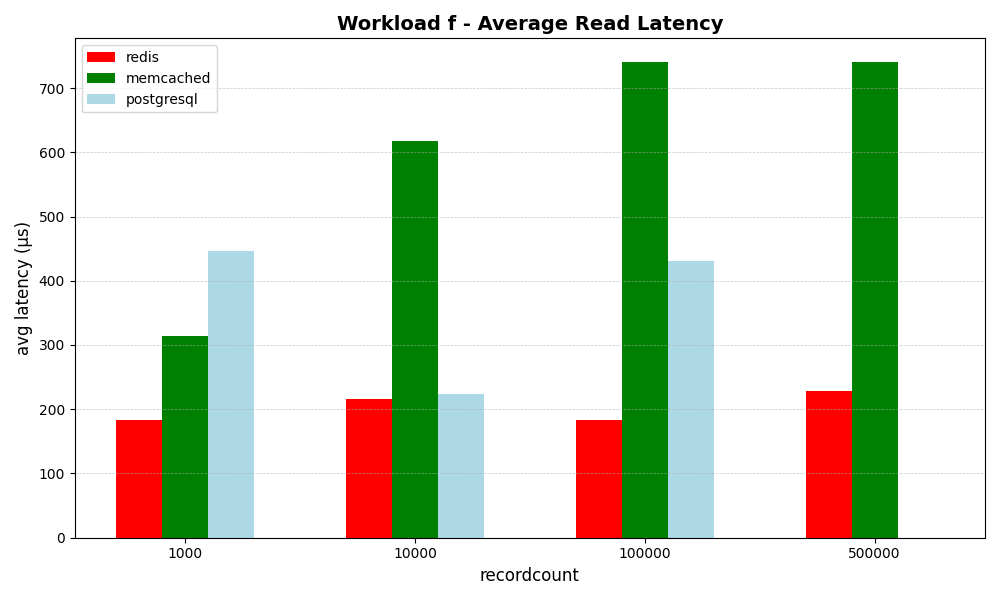 Workload f - Average Read Latency
redis
memcached
postgresql
avg latency (µs)
700
600
500
400
300
200
100
0
1000 10000 100000 500000
recordcount